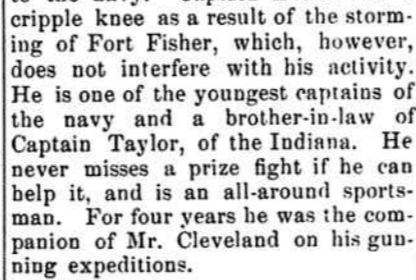 cripple knee as a result of the storm-
ing of Fort Fisher, which, however,
does not interfere with his activity.
He is one of the youngest captains of
the navy and a brother-in-law of
Captain Taylor, of the Indiana. He
never misses a prize fight if he can
help it, and is an all-around sports-
man. For four years he was the com-
panion of Mr. Cleveland on his gun-
ning expeditions.